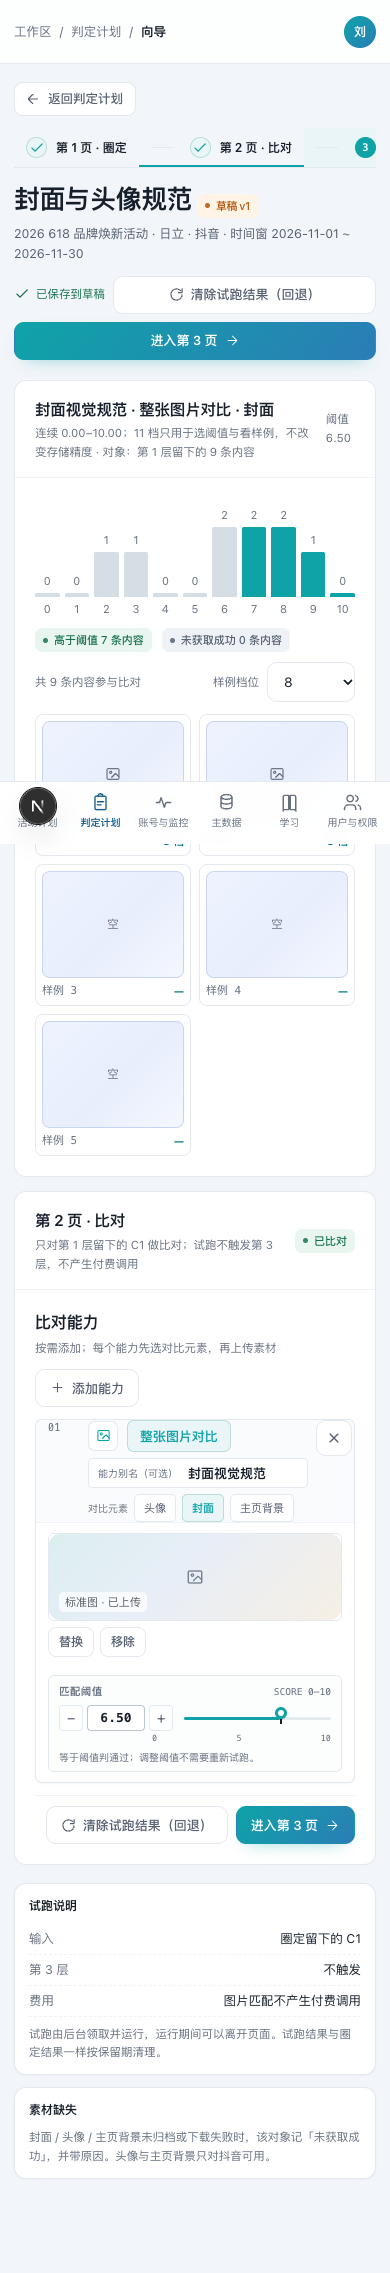 工作区 / 判定计划 / 向导
刘
← 返回判定计划
第 1 页 · 圈定
第 2 页 · 比对
3
封面与头像规范
草稿 v1
2026 618 品牌焕新活动 · 日立 · 抖音 · 时间窗 2026-11-01 ~
2026-11-30
已保存到草稿
清除试跑结果（回退）
进入第 3 页 →
封面视觉规范 · 整张图片对比 · 封面
连续 0.00–10.00；11 档只用于选阈值与看样例，不改
变存储精度 · 对象：第 1 层留下的 9 条内容
阈值
6.50
0 0 1 1 0 0 2 2 2 1 0
0 1 2 3 4 5 6 7 8 9 10
高于阈值 7 条内容
未获取成功 0 条内容
共 9 条内容参与比对
样例档位
8
N
判定计划
账号与监控
主数据
学习
用户与权限
空
空
样例 3 —
样例 4 —
空
样例 5 —
第 2 页 · 比对
只对第 1 层留下的 C1 做比对；试跑不触发第 3
层，不产生付费调用
已比对
比对能力
按需添加；每个能力先选对比元素，再上传素材
+ 添加能力
01
整张图片对比
×
能力别名（可选） 封面视觉规范
对比元素 头像 封面 主页背景
标准图 · 已上传
替换 移除
匹配阈值
SCORE 0–10
− 6.50 +
0 5 10
等于阈值判通过；调整阈值不需要重新试跑。
清除试跑结果（回退）
进入第 3 页 →
试跑说明
输入 圈定留下的 C1
第 3 层 不触发
费用 图片匹配不产生付费调用
试跑由后台领取并运行，运行期间可以离开页面。试跑结果与圈
定结果一样按保留期清理。
素材缺失
封面 / 头像 / 主页背景未归档或下载失败时，该对象记「未获取成
功」，并带原因。头像与主页背景只对抖音可用。